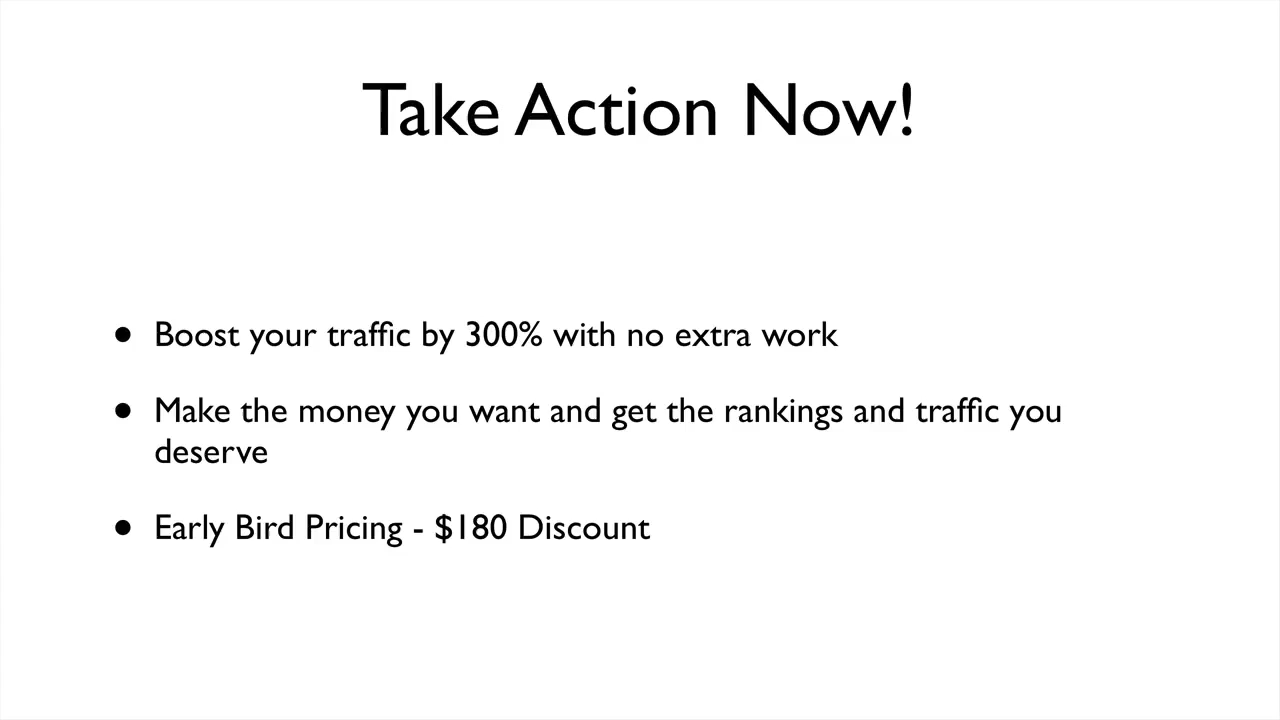 Take Action Now!
• Boost your traffic by 300% with no extra work
• Make the money you want and get the rankings and traffic you
deserve
• Early Bird Pricing - $180 Discount